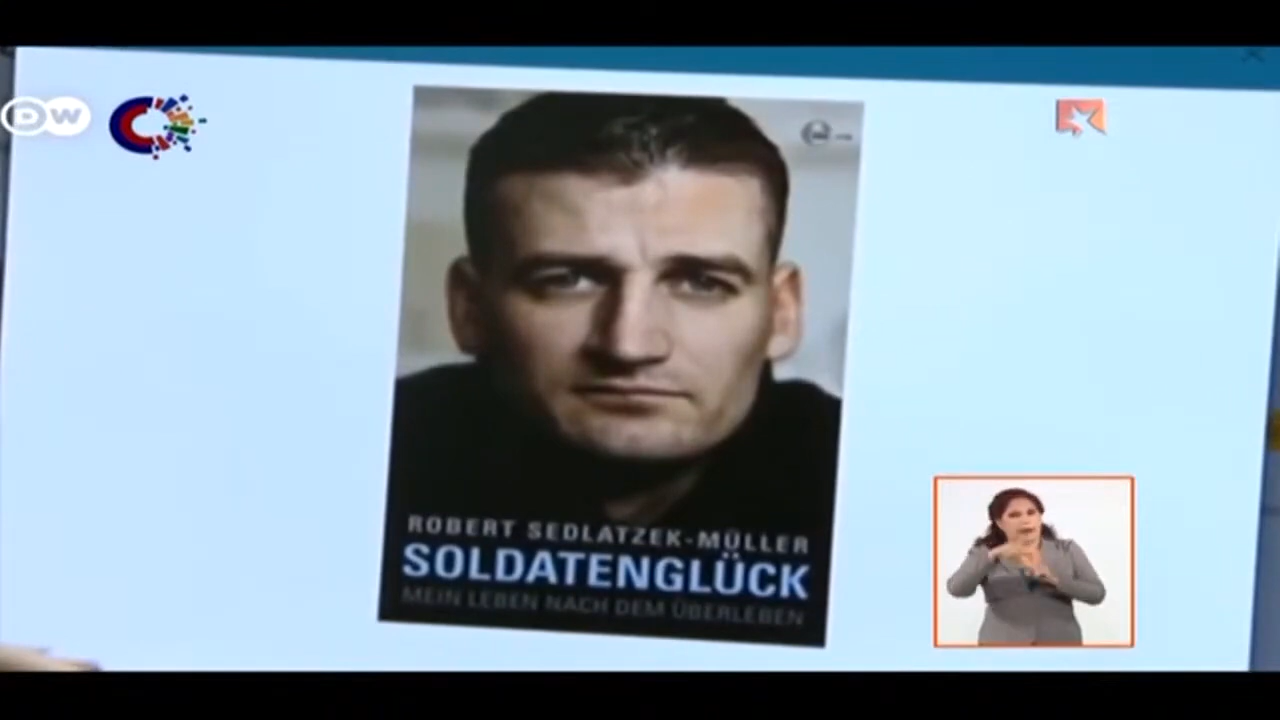 DW
ROBERT SEDLATZEK-MÜLLER
SOLDATENGLÜCK
MEIN LEBEN NACH DEM ÜBERLEBEN